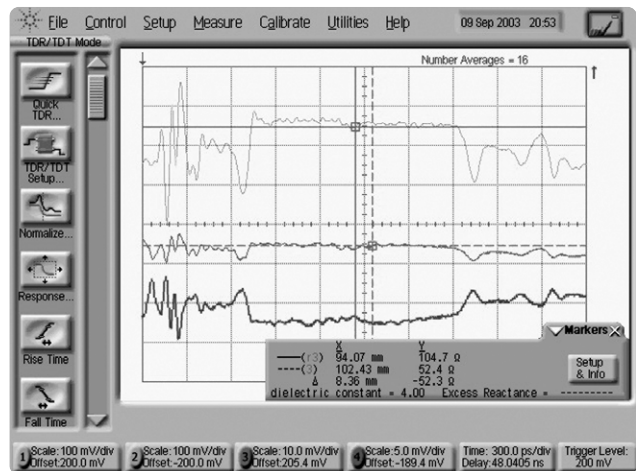 File Control Setup Measure Calibrate Utilities Help 09 Sep 2003 20:53
TDR/TDT Mode
Number Averages = 16
Quick
TDR...
TDR/TDT
Setup...
Normalize...
Response...
Rise Time
Fall Time
Markers X
X Y
(r3) 94.07 mm 104.7 Ω
----(3) 102.43 mm 52.4 Ω
Δ 8.36 mm -52.3 Ω
dielectric constant = 4.00 Excess Reactance = ---------
Setup
& Info
1 Scale: 100 mV/div
Offset:200.0 mV
2 Scale: 100 mV/div
Offset:-200.0 mV
3 Scale:10.0 mV/div
Offset:205.4 mV
4 Scale:5.0 mV/div
Offset:-189.4 mV
Time: 300.0 ps/div
Delay:48.0405 ns
Trigger Level:
200 mV